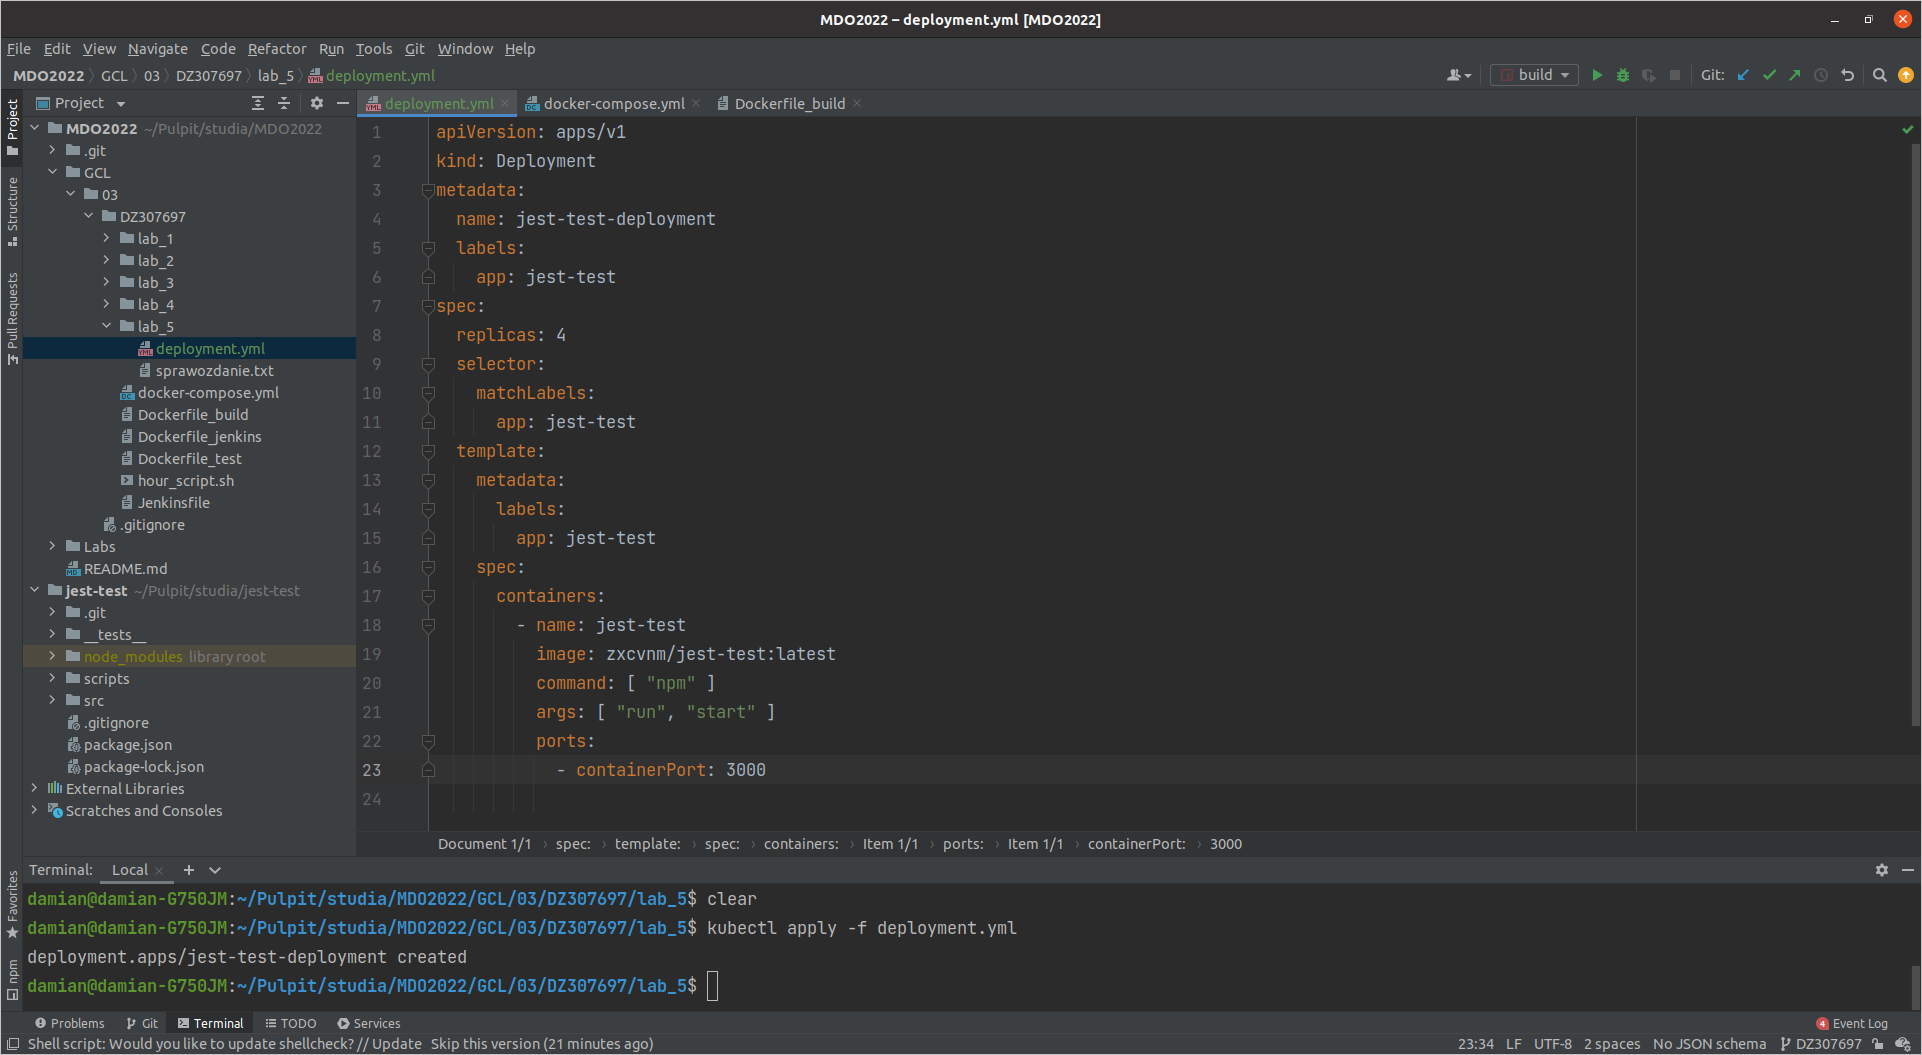 MDO2022 – deployment.yml [MDO2022]
File Edit View Navigate Code Refactor Run Tools Git Window Help
MDO2022 GCL 03 DZ307697 lab_5 deployment.yml
build Git:
Project
deployment.yml docker-compose.yml Dockerfile_build
Project
Structure
Pull Requests
Favorites
npm
MDO2022 ~/Pulpit/studia/MDO2022
.git
GCL
03
DZ307697
lab_1
lab_2
lab_3
lab_4
lab_5
deployment.yml
sprawozdanie.txt
docker-compose.yml
Dockerfile_build
Dockerfile_jenkins
Dockerfile_test
hour_script.sh
Jenkinsfile
.gitignore
Labs
README.md
jest-test ~/Pulpit/studia/jest-test
.git
__tests__
node_modules library root
scripts
src
.gitignore
package.json
package-lock.json
External Libraries
Scratches and Consoles
1 apiVersion: apps/v1
2 kind: Deployment
3 metadata:
4 name: jest-test-deployment
5 labels:
6 app: jest-test
7 spec:
8 replicas: 4
9 selector:
10 matchLabels:
11 app: jest-test
12 template:
13 metadata:
14 labels:
15 app: jest-test
16 spec:
17 containers:
18 - name: jest-test
19 image: zxcvnm/jest-test:latest
20 command: [ "npm" ]
21 args: [ "run", "start" ]
22 ports:
23 - containerPort: 3000
24
Document 1/1 › spec: › template: › spec: › containers: › Item 1/1 › ports: › Item 1/1 › containerPort: › 3000
Terminal: Local
damian@damian-G750JM:~/Pulpit/studia/MDO2022/GCL/03/DZ307697/lab_5$ clear
damian@damian-G750JM:~/Pulpit/studia/MDO2022/GCL/03/DZ307697/lab_5$ kubectl apply -f deployment.yml
deployment.apps/jest-test-deployment created
damian@damian-G750JM:~/Pulpit/studia/MDO2022/GCL/03/DZ307697/lab_5$
Problems Git Terminal TODO Services 4 Event Log
Shell script: Would you like to update shellcheck? // Update Skip this version (21 minutes ago) 23:34 LF UTF-8 2 spaces No JSON schema DZ307697